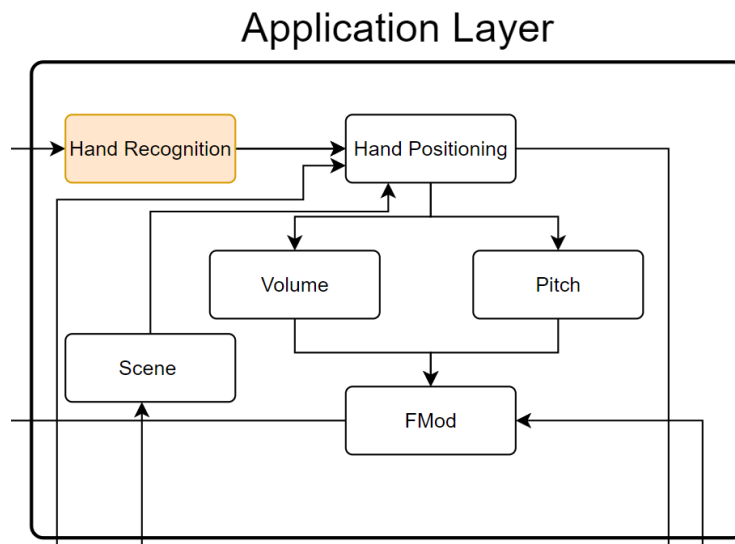 Application Layer
Hand Recognition
Hand Positioning
Volume
Pitch
Scene
FMod